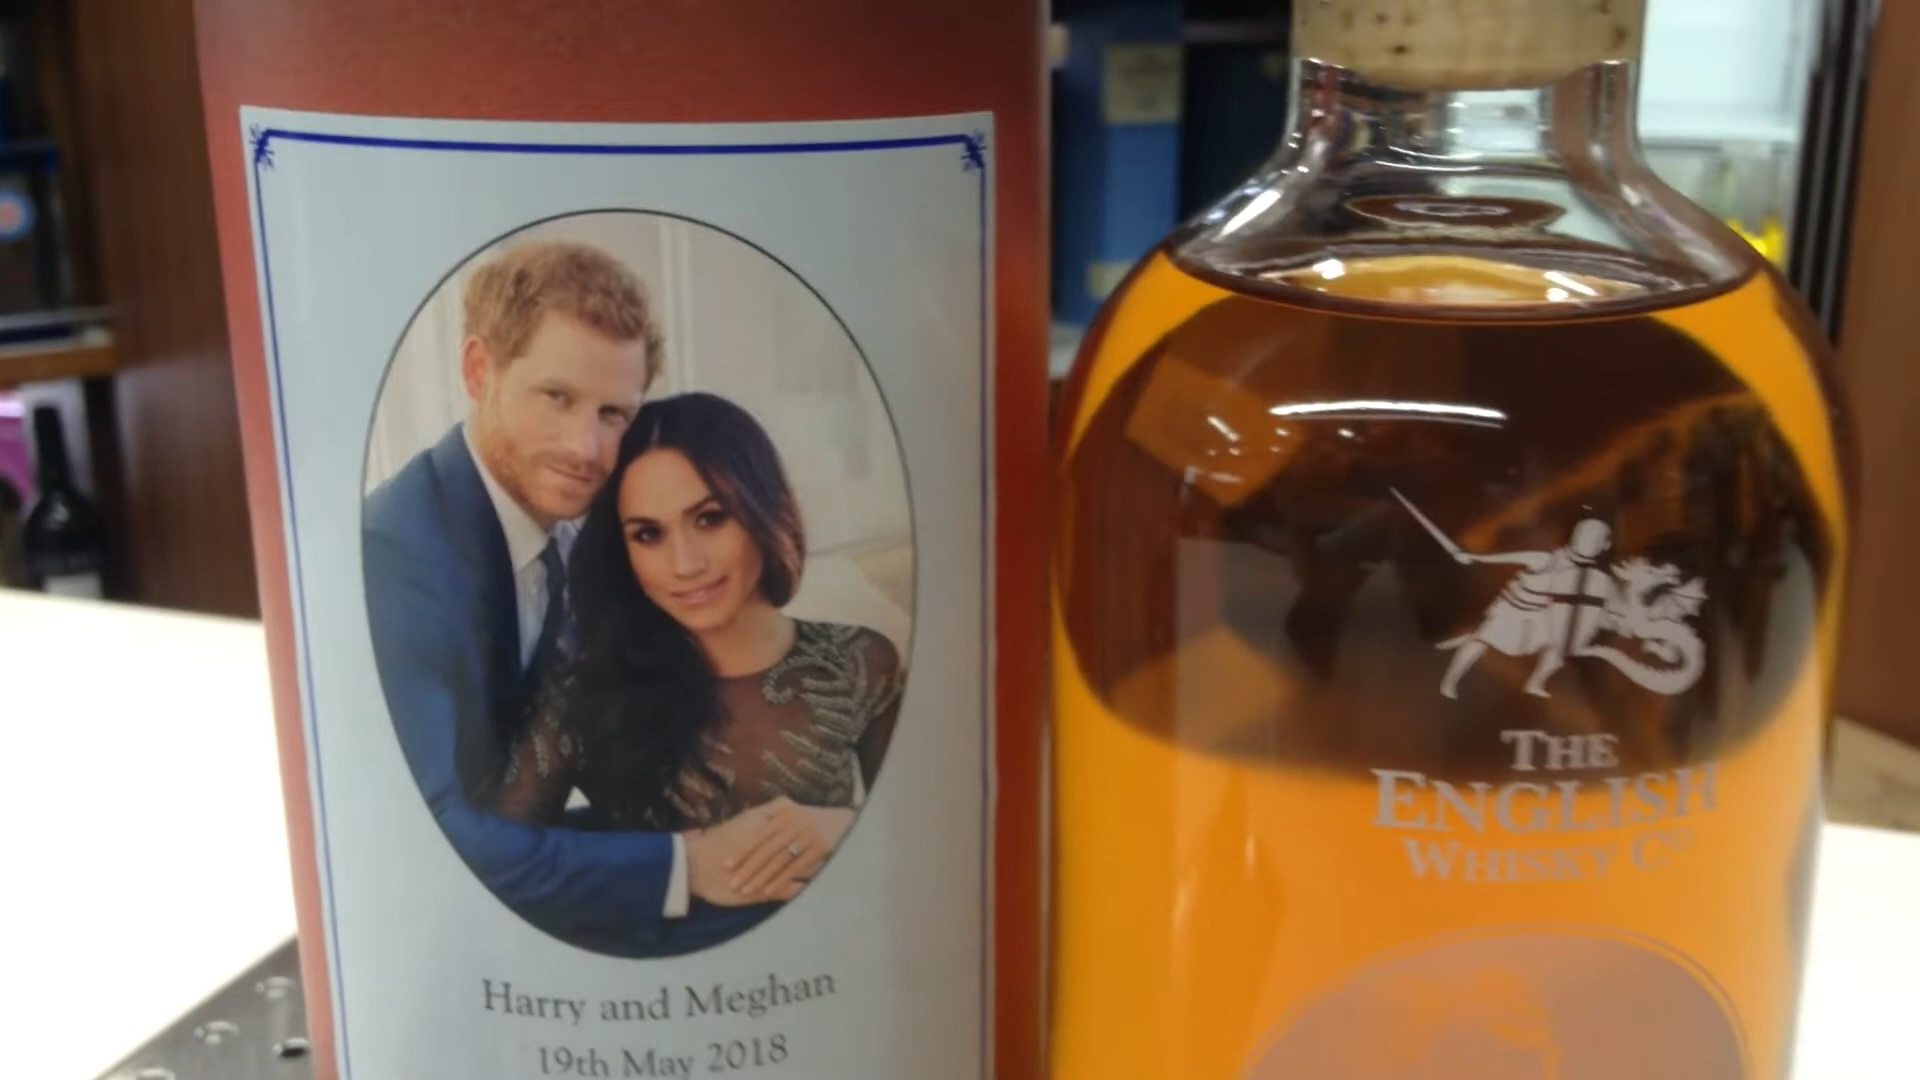 Harry and Meghan
19th May 2018
THE
ENGLISH
WHISKY Co